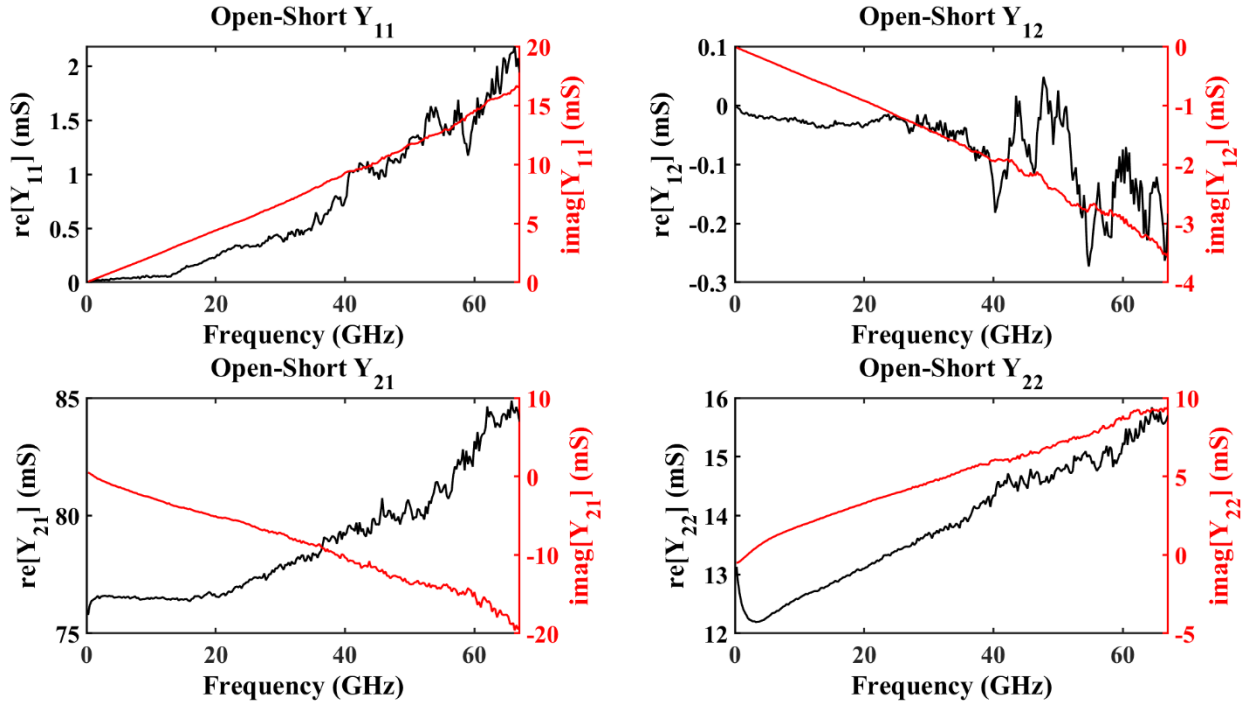 Open-Short Y11
re[Y11] (mS)
2
1.5
1
0.5
0
20
15
10
5
0
imag[Y11] (mS)
0 20 40 60
Frequency (GHz)
Open-Short Y12
re[Y12] (mS)
0.1
0
-0.1
-0.2
-0.3
0
-1
-2
-3
-4
imag[Y12] (mS)
0 20 40 60
Frequency (GHz)
Open-Short Y21
re[Y21] (mS)
85
80
75
10
0
-10
-20
imag[Y21] (mS)
0 20 40 60
Frequency (GHz)
Open-Short Y22
re[Y22] (mS)
16
15
14
13
12
10
5
0
-5
imag[Y22] (mS)
0 20 40 60
Frequency (GHz)